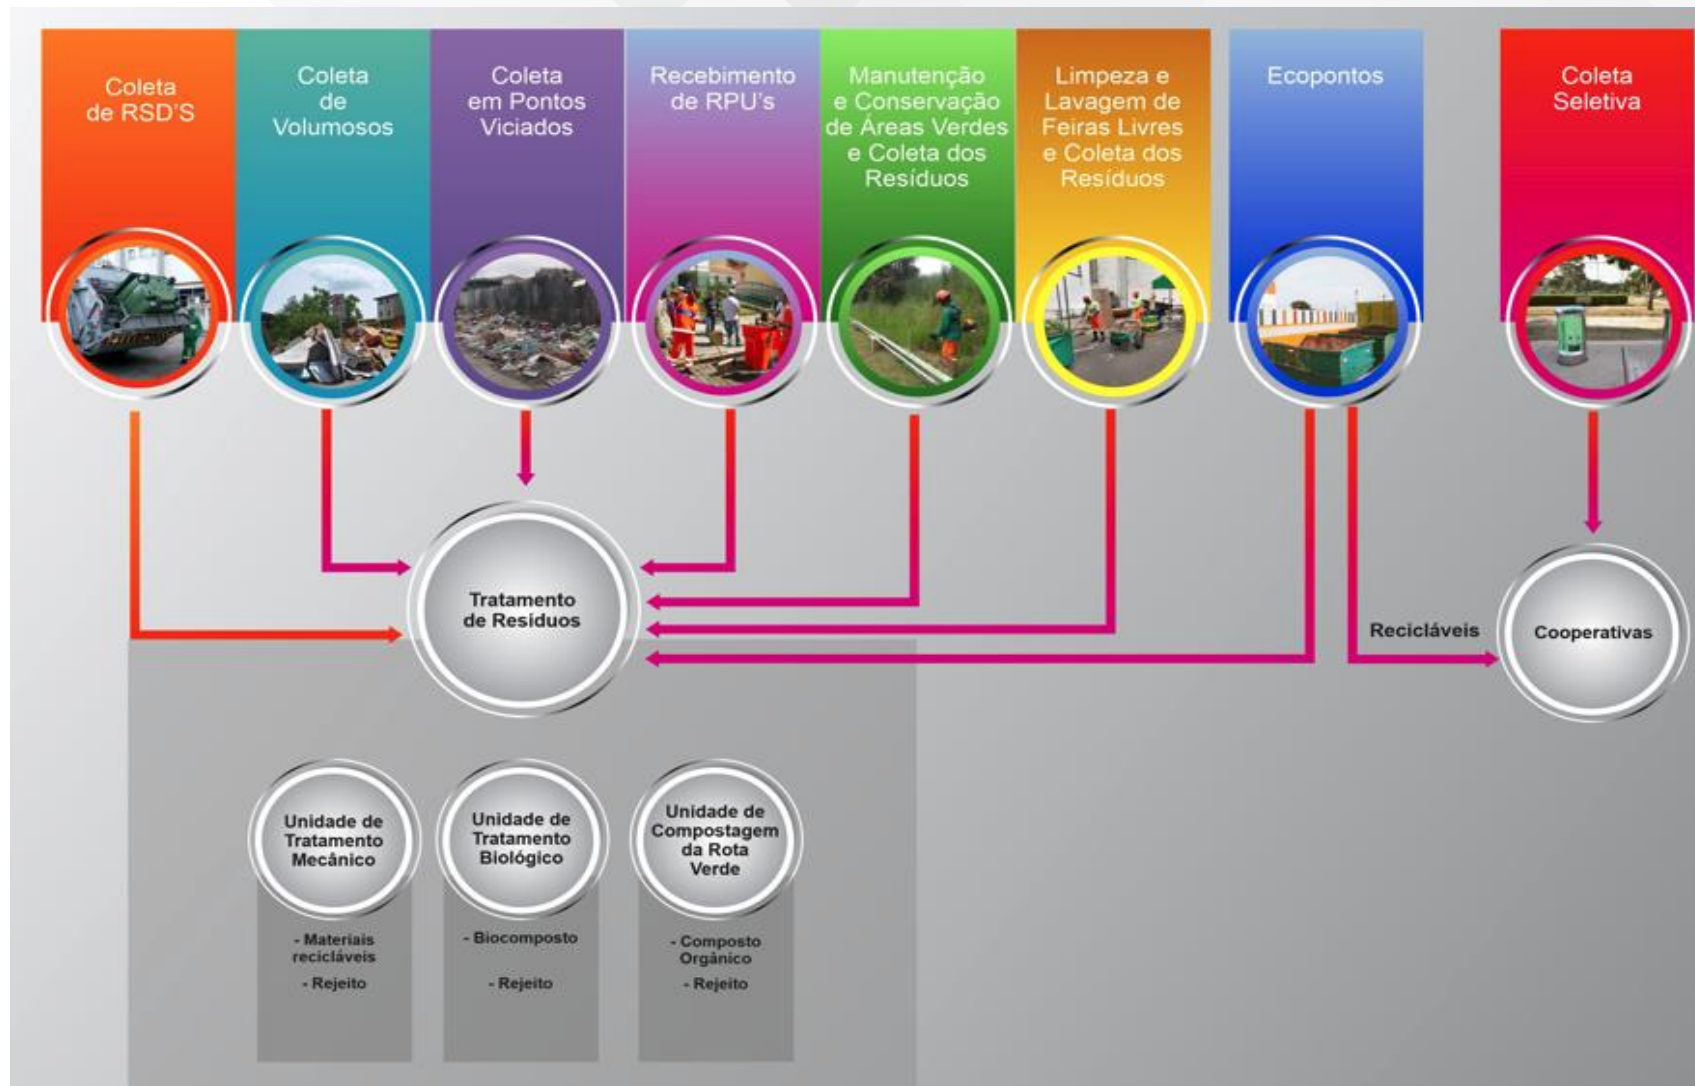 Coleta
de RSD'S
Coleta
de
Volumosos
Coleta
em Pontos
Viciados
Recebimento
de RPU's
Manutenção
e Conservação
de Áreas Verdes
e Coleta dos
Resíduos
Limpeza e
Lavagem de
Feiras Livres
e Coleta dos
Resíduos
Ecopontos
Coleta
Seletiva
Tratamento
de Resíduos
Recicláveis
Cooperativas
Unidade de
Tratamento
Mecânico
Unidade de
Tratamento
Biológico
Unidade de
Compostagem
da Rota
Verde
- Materiais
recicláveis
- Rejeito
- Biocomposto
- Rejeito
- Composto
Orgânico
- Rejeito